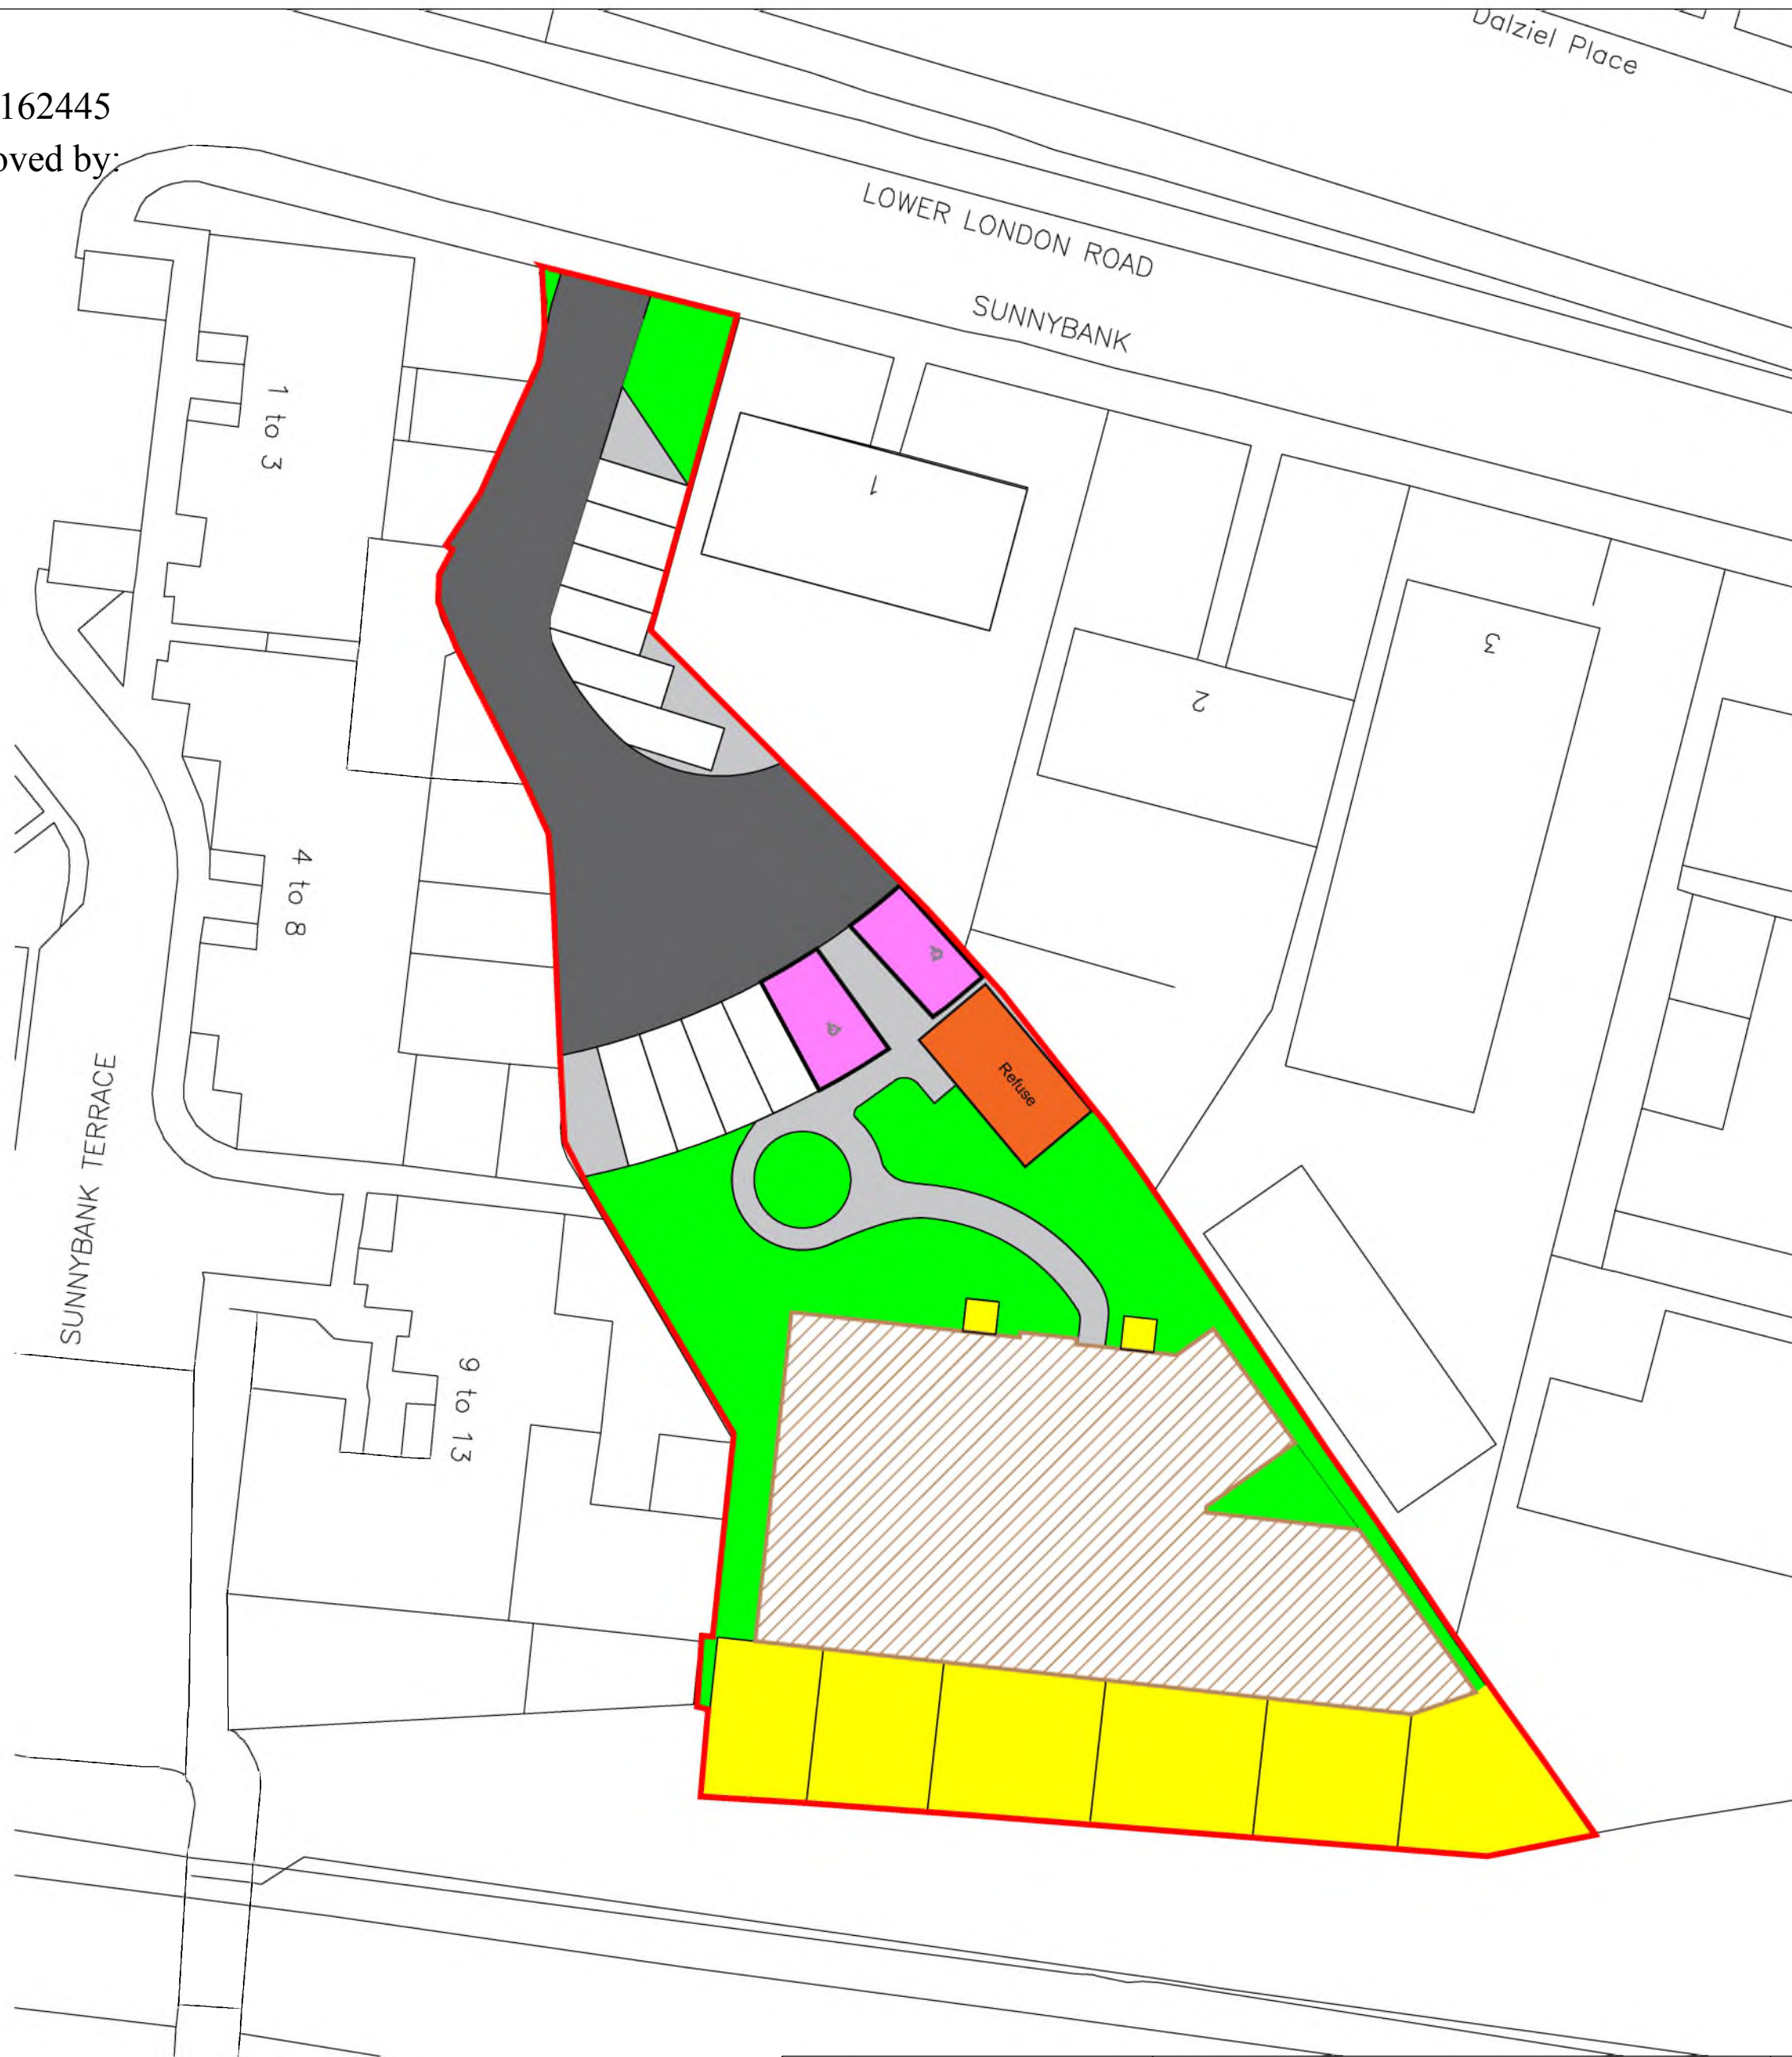 Dalziel Place
162445
oved by:
LOWER LONDON ROAD
SUNNYBANK
1 to 3
1
2
3
4 to 8
Refuse
SUNNYBANK TERRACE
9 to 13